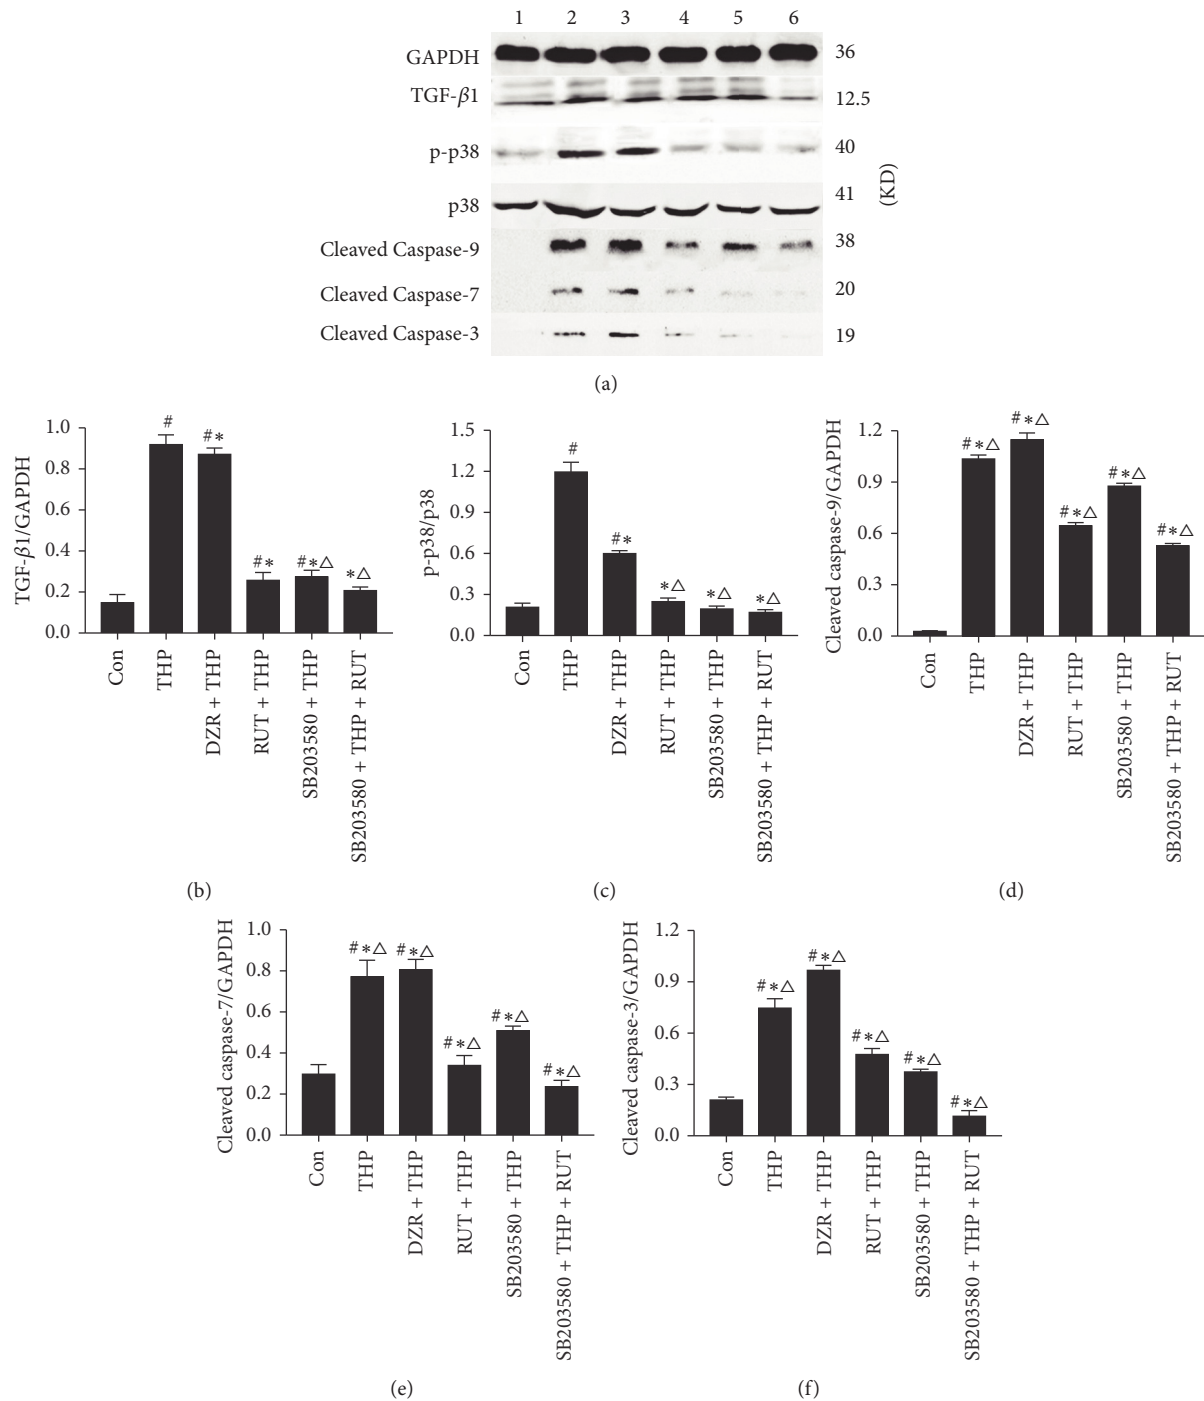 1 2 3 4 5 6
GAPDH 36
TGF-β1 12.5
p-p38 40
p38 41
Cleaved Caspase-9 38
Cleaved Caspase-7 20
Cleaved Caspase-3 19
(KD)
(a)
TGF-β1/GAPDH
1.0
0.8
0.6
0.4
0.2
0.0
# #* #* #*△ *△
Con
THP
DZR + THP
RUT + THP
SB203580 + THP
SB203580 + THP + RUT
(b)
p-p38/p38
1.5
1.2
0.9
0.6
0.3
0.0
# #* *△ *△ *△
Con
THP
DZR + THP
RUT + THP
SB203580 + THP
SB203580 + THP + RUT
(c)
Cleaved caspase-9/GAPDH
1.2
0.9
0.6
0.3
0.0
#*△ #*△ #*△ #*△ #*△
Con
THP
DZR + THP
RUT + THP
SB203580 + THP
SB203580 + THP + RUT
(d)
Cleaved caspase-7/GAPDH
1.0
0.8
0.6
0.4
0.2
0.0
#*△ #*△ #*△ #*△ #*△
Con
THP
DZR + THP
RUT + THP
SB203580 + THP
SB203580 + THP + RUT
(e)
Cleaved caspase-3/GAPDH
1.2
0.9
0.6
0.3
0.0
#*△ #*△ #*△ #*△ #*△
Con
THP
DZR + THP
RUT + THP
SB203580 + THP
SB203580 + THP + RUT
(f)